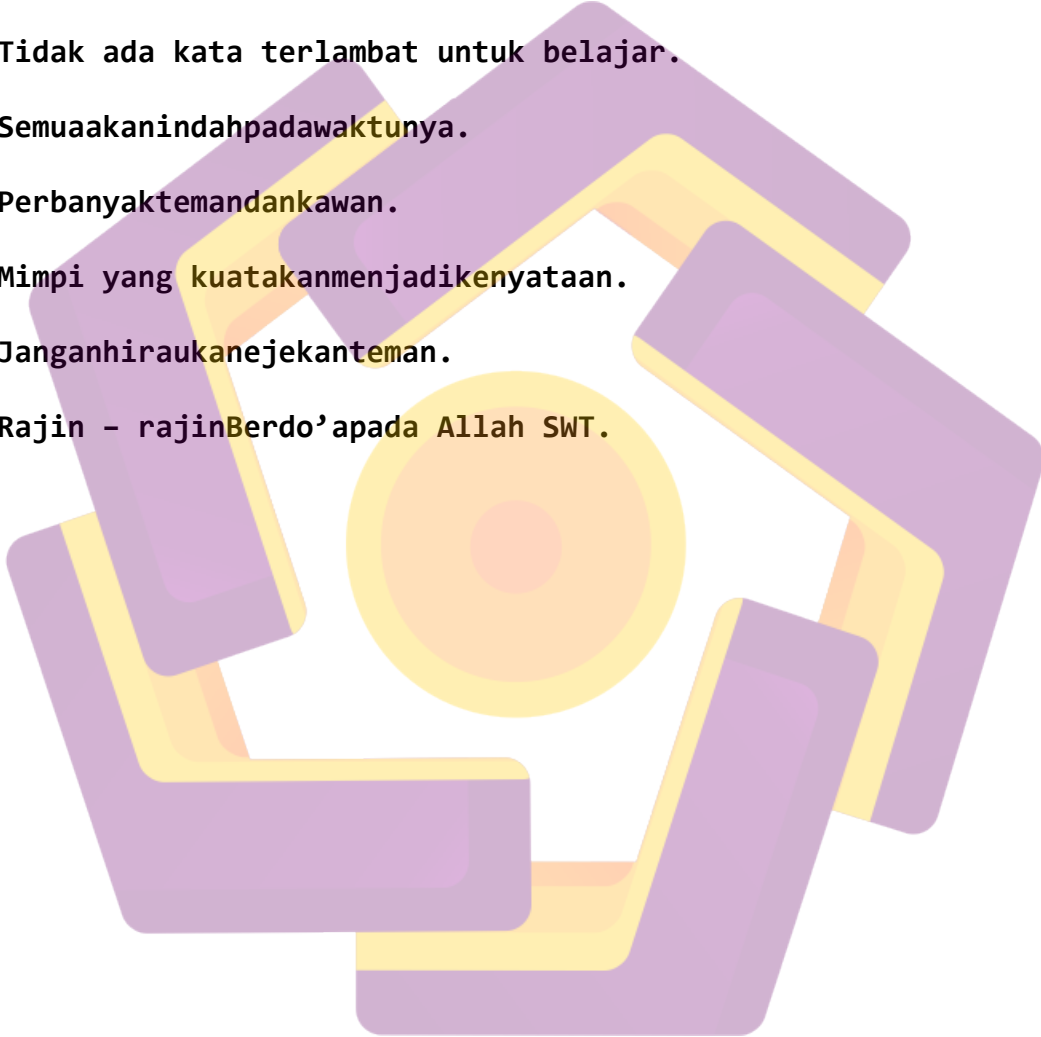 Tidak ada kata terlambat untuk belajar.
Semuaakanindahpadawaktunya.
Perbanyaktemandankawan.
Mimpi yang kuatakanmenjadikenyataan.
Janganhiraukanejekanteman.
Rajin – rajinBerdo’apada Allah SWT.